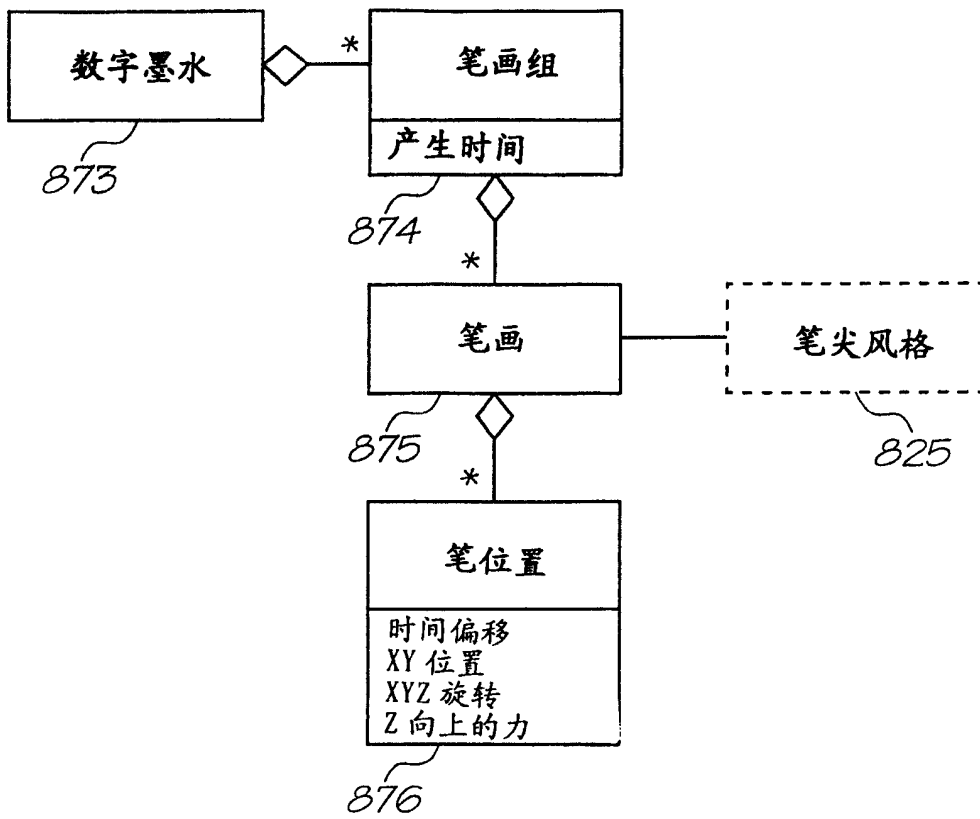 数字墨水
*
笔画组
产生时间
873
874
*
笔画
笔尖风格
875
825
*
笔位置
时间偏移
XY 位置
XYZ 旋转
Z 向上的力
876